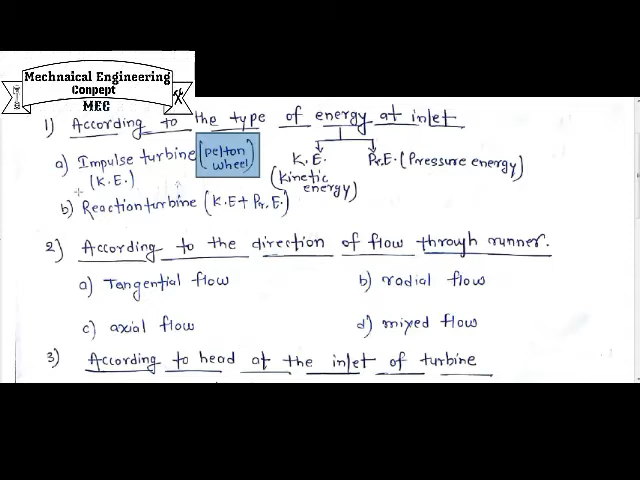 Mechnaical Engineering
Conpept
MEC
1) According to the type of energy at inlet
a) Impulse turbine (pelton wheel)
(K.E.)
K.E. (Kinetic energy)
Pr.E. (Pressure energy)
b) Reaction turbine (K.E + Pr. E.)
2) According to the direction of flow through runner.
a) Tangential flow b) radial flow
c) axial flow d) mixed flow
3) According to head at the inlet of turbine